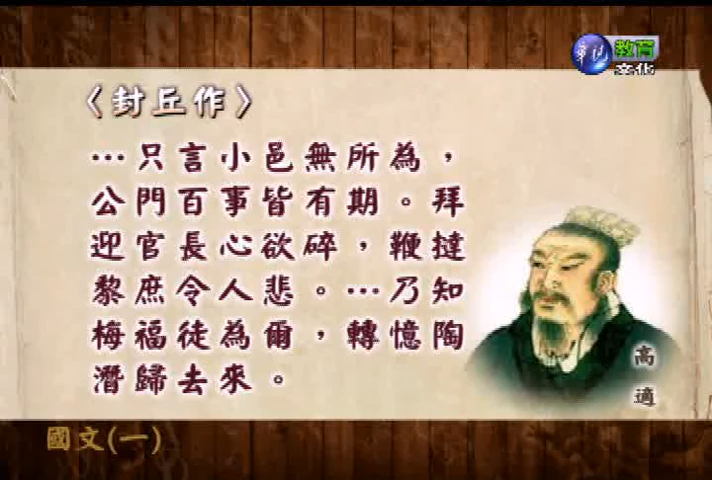 華視
教育
文化
〈封丘作〉
…只言小邑無所為，
公門百事皆有期。拜
迎官長心欲碎，鞭撻
黎庶令人悲。…乃知
梅福徒為爾，轉憶陶
潛歸去來。
高適
國文(一)